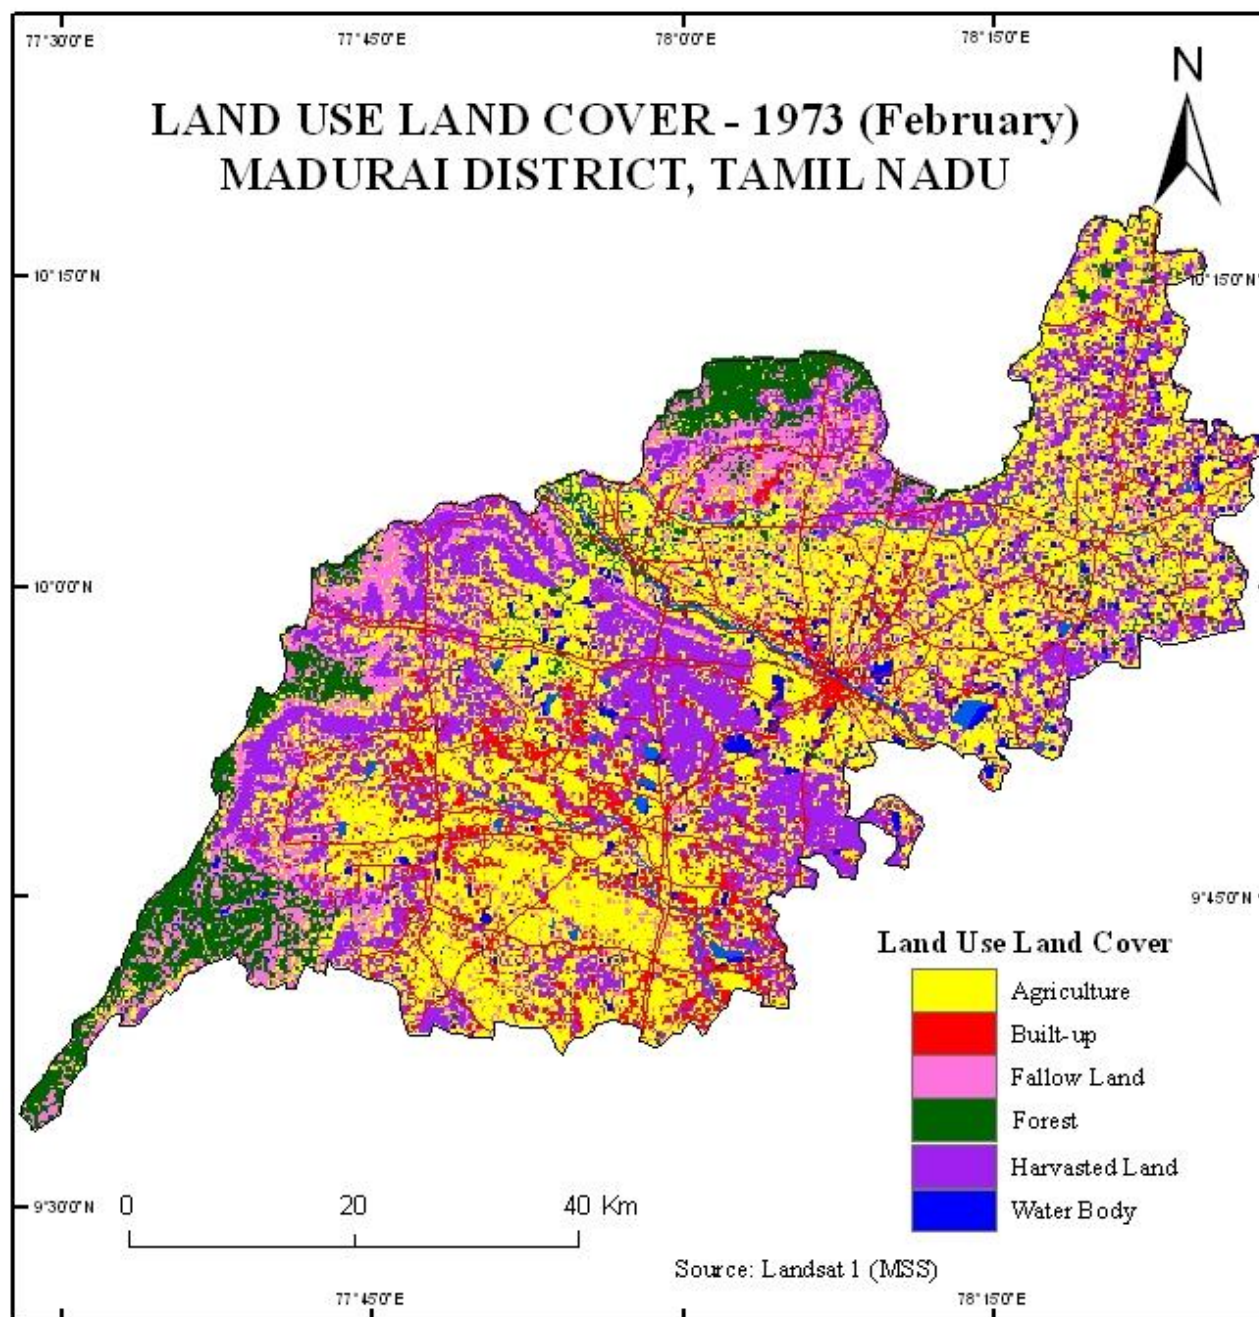 77°30'0"E 77°45'0"E 78°0'0"E 78°15'0"E
N
LAND USE LAND COVER - 1973 (February)
MADURAI DISTRICT, TAMIL NADU
10°15'0"N 10°15'0"N
10°0'0"N
9°45'0"N
Land Use Land Cover
Agriculture
Built-up
Fallow Land
Forest
Harvasted Land
Water Body
9°30'0"N
0 20 40 Km
Source: Landsat 1 (MSS)
77°45'0"E 78°15'0"E